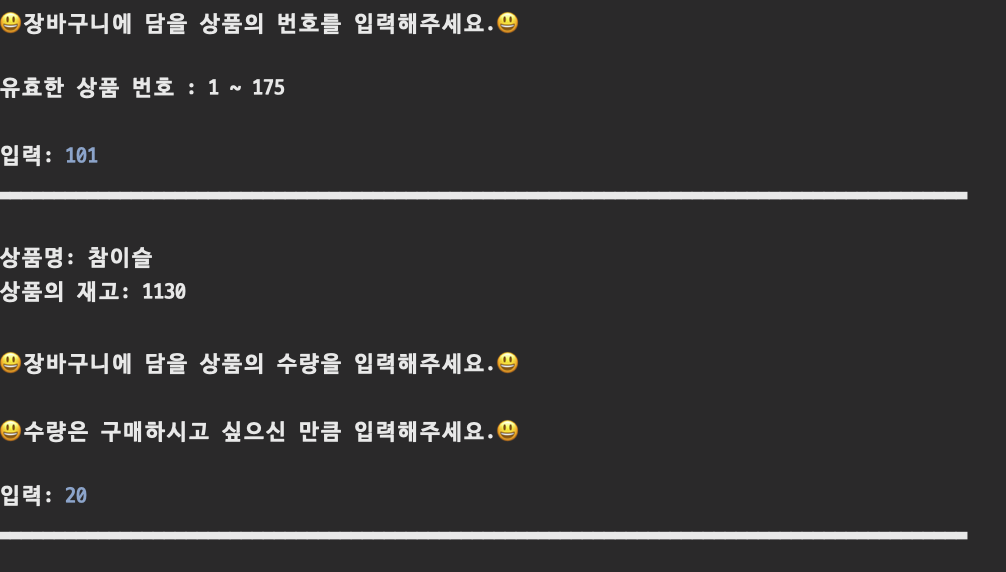 😃장바구니에 담을 상품의 번호를 입력해주세요.😃
유효한 상품 번호 : 1 ~ 175
입력: 101
상품명: 참이슬
상품의 재고: 1130
😃장바구니에 담을 상품의 수량을 입력해주세요.😃
😃수량은 구매하시고 싶으신 만큼 입력해주세요.😃
입력: 20